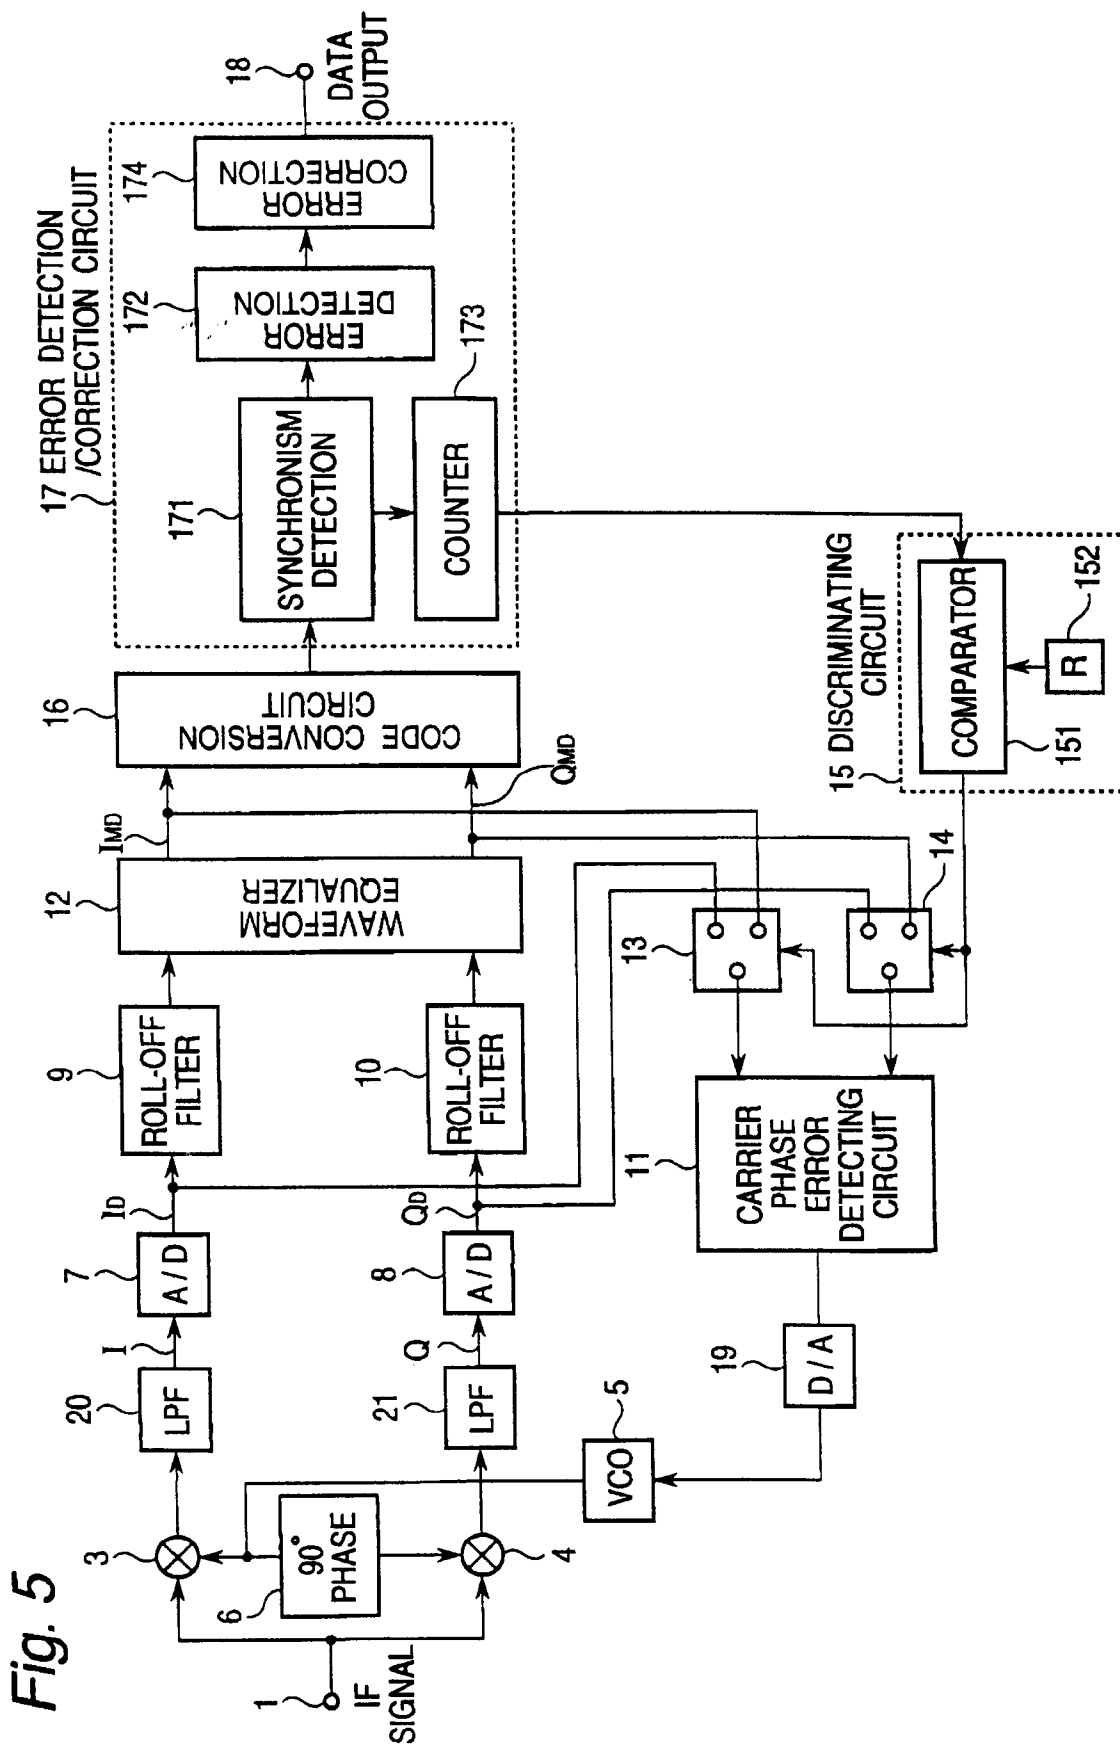 Fig. 5
1
IF
SIGNAL
3
4
6
90°
PHASE
5
VCO
20
LPF
21
LPF
I
Q
7
A/D
8
A/D
ID
QD
9
ROLL-OFF
FILTER
10
ROLL-OFF
FILTER
12
WAVEFORM
EQUALIZER
IMD
QMD
16
CODE CONVERSION
CIRCUIT
17 ERROR DETECTION
/CORRECTION CIRCUIT
171
SYNCHRONISM
DETECTION
172
ERROR
DETECTION
173
COUNTER
174
ERROR
CORRECTION
18
DATA
OUTPUT
19
D/A
11
CARRIER
PHASE
ERROR
DETECTING
CIRCUIT
13
14
15 DISCRIMINATING
CIRCUIT
COMPARATOR
151
R
152